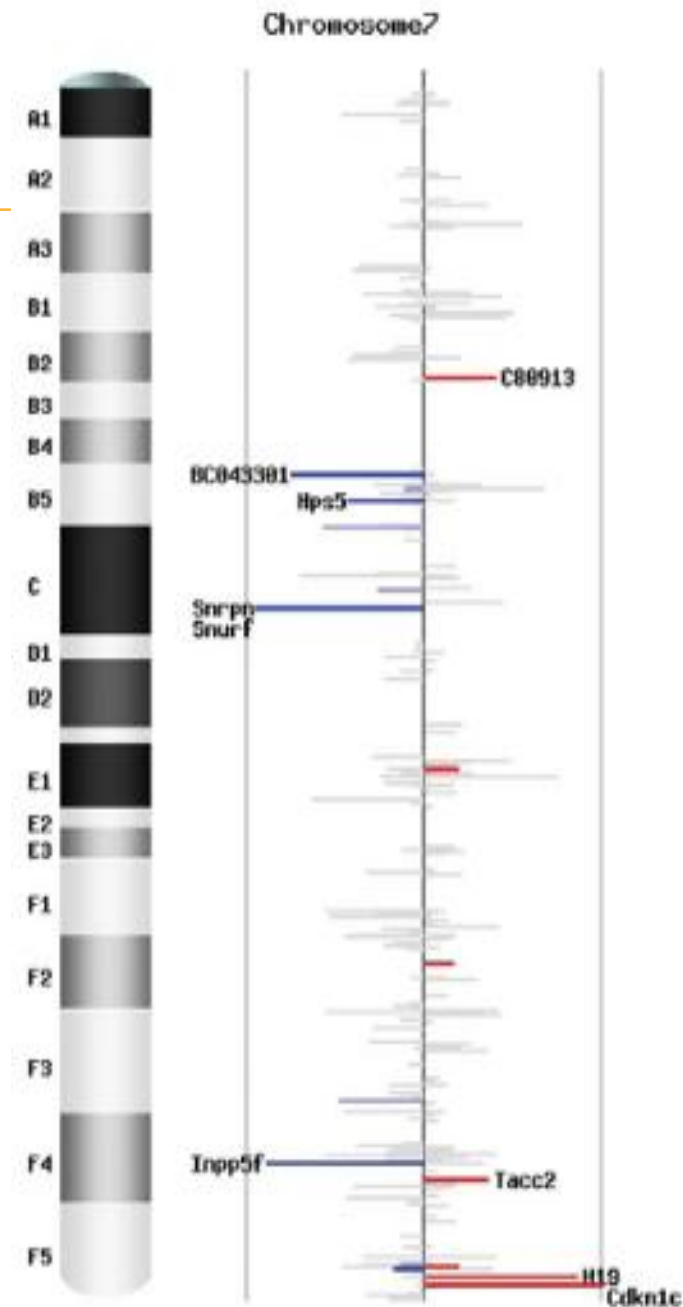 Chromosome7
A1
A2
A3
B1
B2
C80913
B3
B4
BC043301
B5
Hps5
C
Snrpn
Snurf
D1
D2
E1
E2
E3
F1
F2
F3
F4
Inpp5f
Tacc2
F5
H19
Cdkn1c